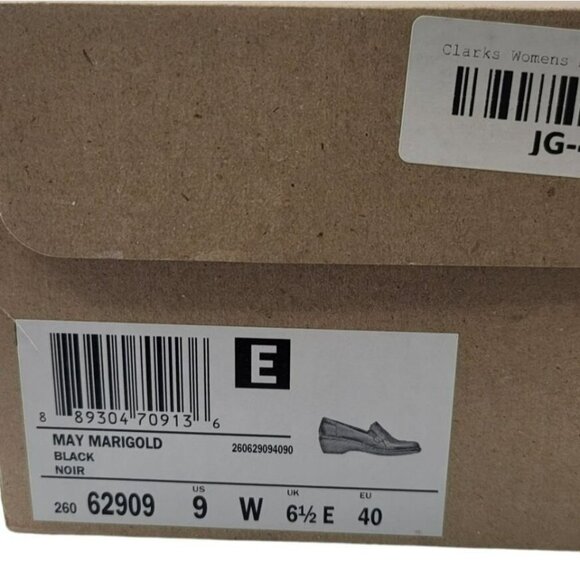 Clarks Womens
JG-
E
8 89304 70913 6
MAY MARIGOLD
260629094090
BLACK
NOIR
US UK EU
260 62909 9 W 6½ E 40